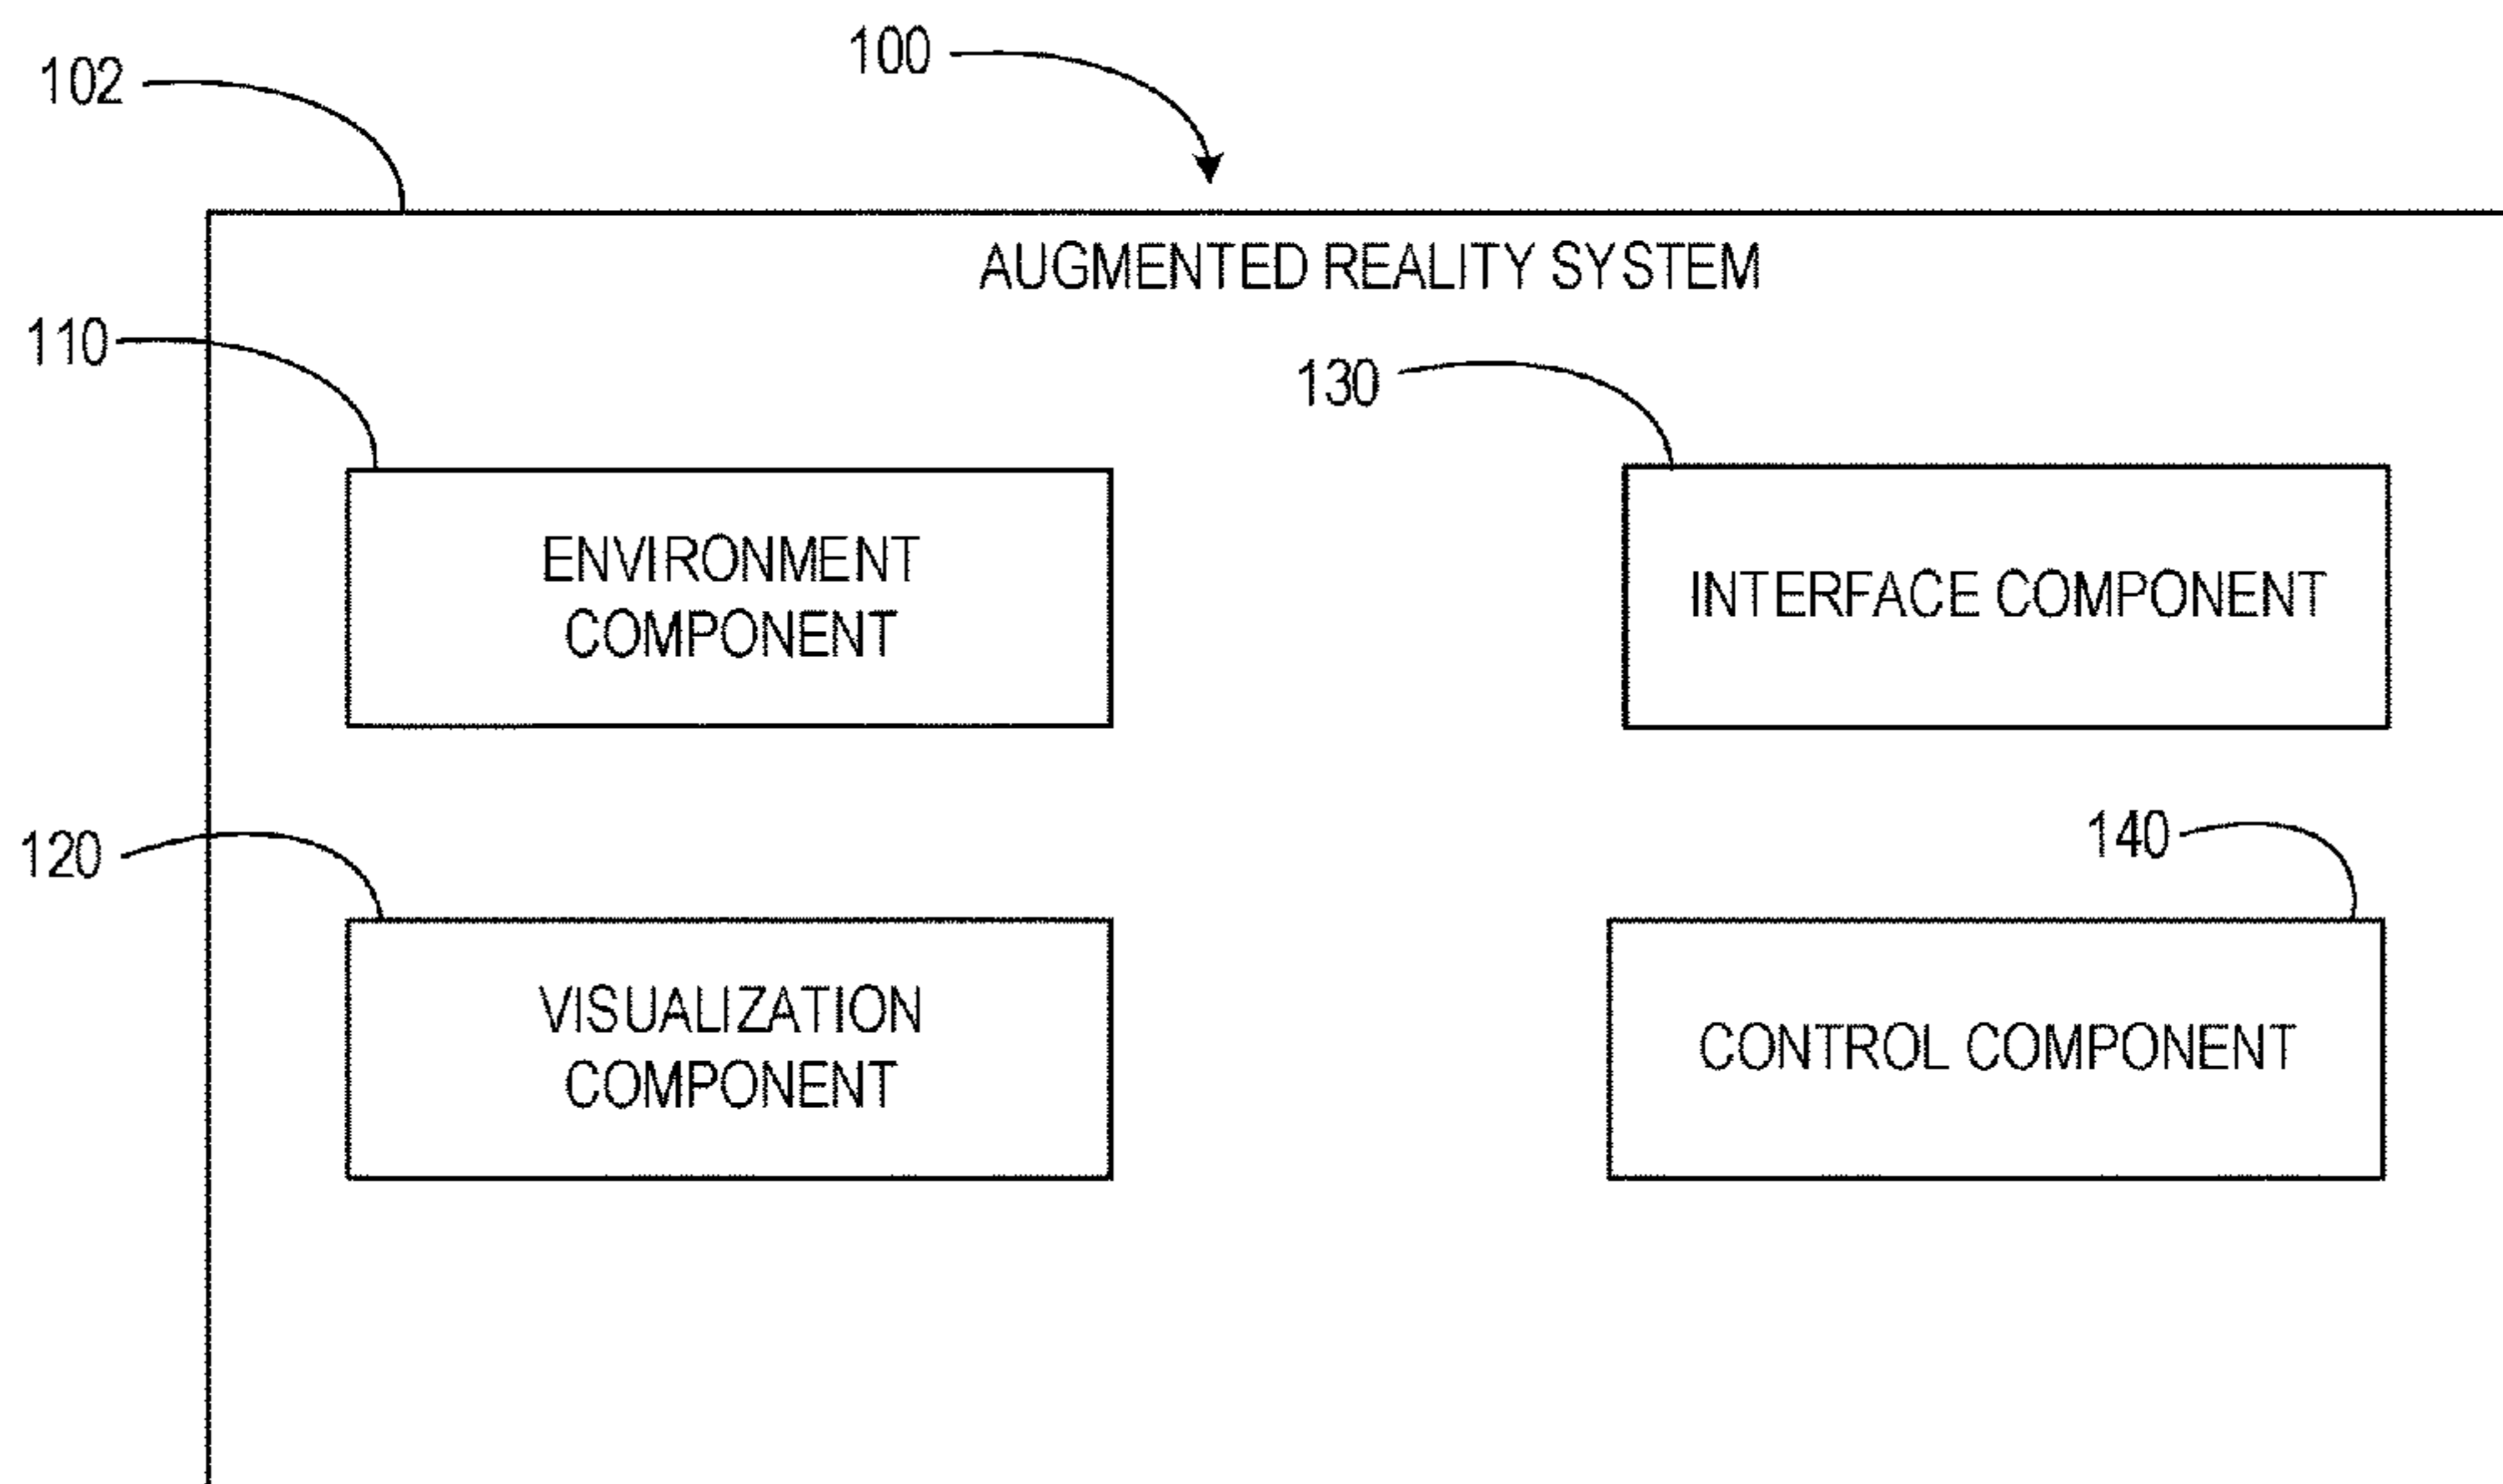 100
102
AUGMENTED REALITY SYSTEM
110
130
ENVIRONMENT
COMPONENT
INTERFACE COMPONENT
120
140
VISUALIZATION
COMPONENT
CONTROL COMPONENT